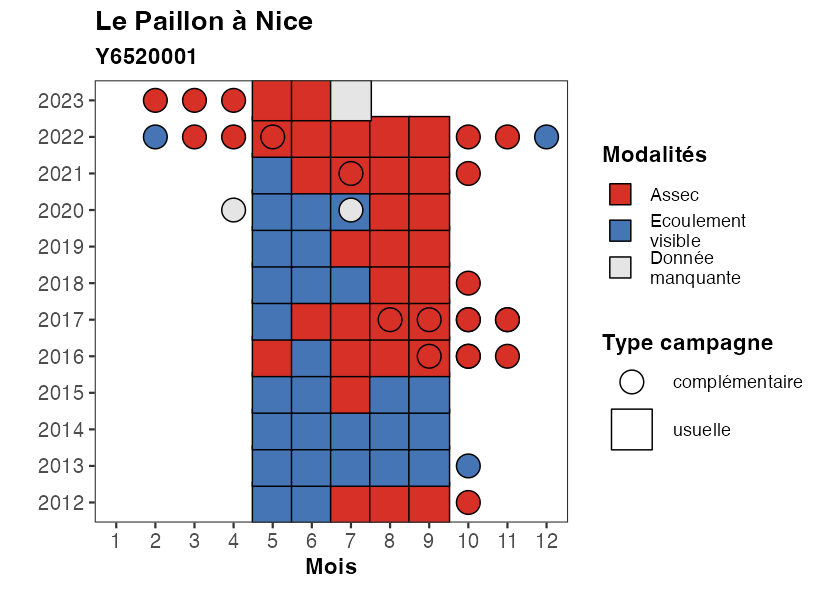 Le Paillon à Nice
Y6520001
2023
2022
2021
2020
2019
2018
2017
2016
2015
2014
2013
2012
1 2 3 4 5 6 7 8 9 10 11 12
Mois
Modalités
Assec
Ecoulement
visible
Donnée
manquante
Type campagne
complémentaire
usuelle